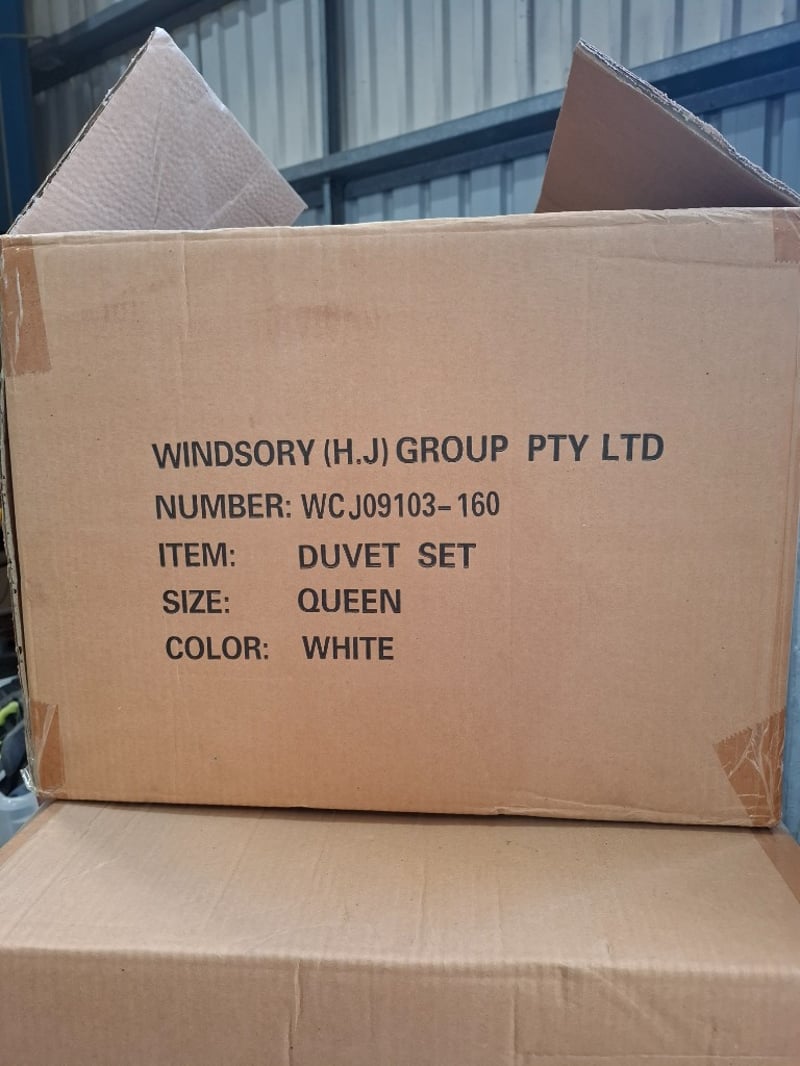 WINDSORY (H.J) GROUP PTY LTD
NUMBER: WCJ09103-160
ITEM: DUVET SET
SIZE: QUEEN
COLOR: WHITE